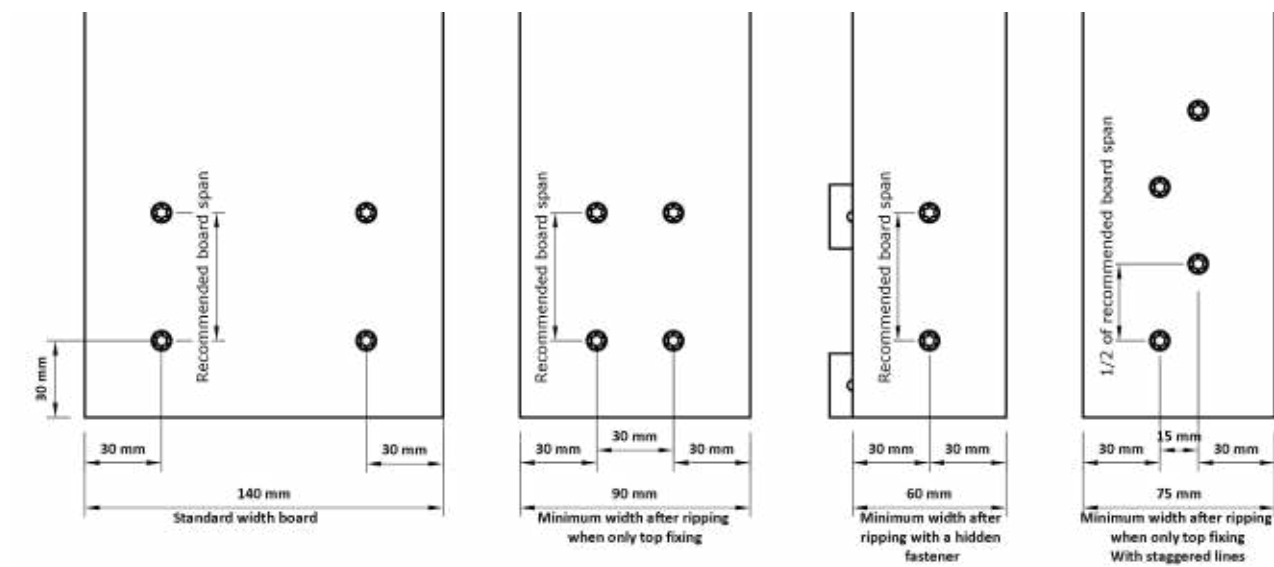 30 mm
Recommended board span
30 mm
30 mm
140 mm
Standard width board
Recommended board span
30 mm
30 mm
30 mm
90 mm
Minimum width after ripping
when only top fixing
Recommended board span
30 mm
30 mm
60 mm
Minimum width after
ripping with a hidden
fastener
1/2 of recommended board span
15 mm
30 mm
30 mm
75 mm
Minimum width after ripping
when only top fixing
With staggered lines